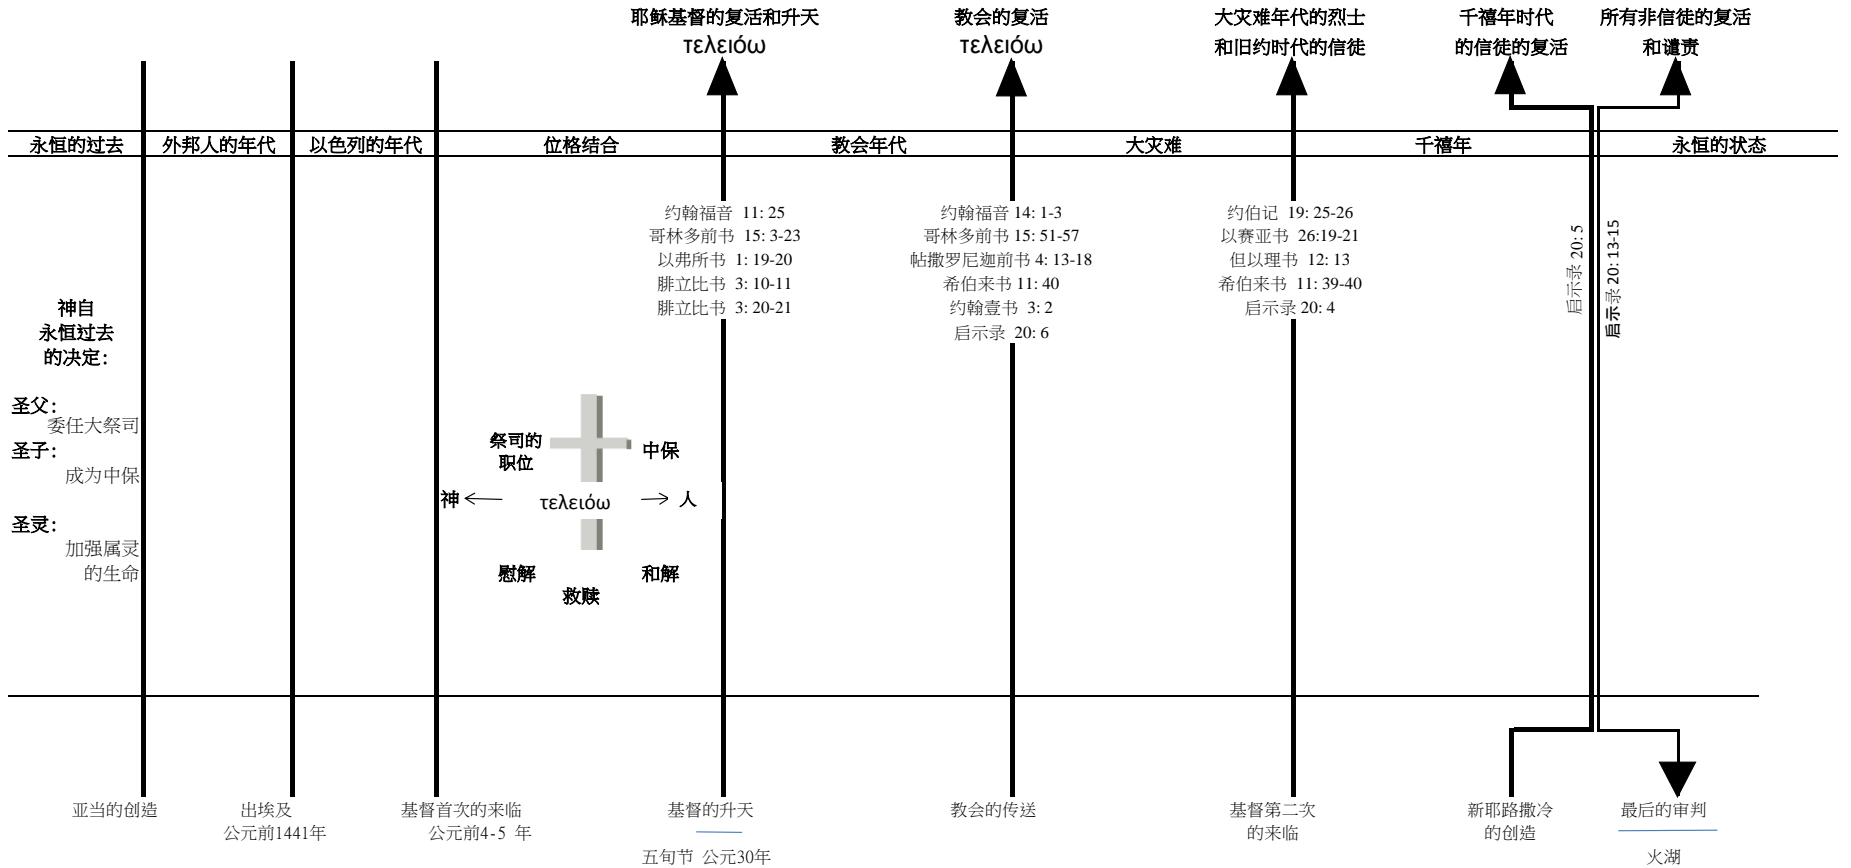 耶稣基督的复活和升天
τελειόω
教会的复活
τελειόω
大灾难年代的烈士
和旧约时代的信徒
千禧年时代
的信徒的复活
所有非信徒的复活
和谴责
永恒的过去
外邦人的年代
以色列的年代
位格结合
教会年代
大灾难
千禧年
永恒的状态
神自
永恒过去
的决定:
圣父:
委任大祭司
圣子:
成为中保
圣灵:
加强属灵
的生命
祭司的
职位
中保
神
τελειόω
人
慰解
和解
救赎
约翰福音 11: 25
哥林多前书 15: 3-23
以弗所书 1: 19-20
腓立比书 3: 10-11
腓立比书 3: 20-21
约翰福音 14: 1-3
哥林多前书 15: 51-57
帖撒罗尼迦前书 4: 13-18
希伯来书 11: 40
约翰壹书 3: 2
启示录 20: 6
约伯记 19: 25-26
以赛亚书 26:19-21
但以理书 12: 13
希伯来书 11: 39-40
启示录 20: 4
启示录 20: 5
启示录 20: 13-15
亚当的创造
出埃及
公元前1441年
基督首次的来临
公元前4-5 年
基督的升天
五旬节 公元30年
教会的传送
基督第二次
的来临
新耶路撒冷
的创造
最后的审判
火湖